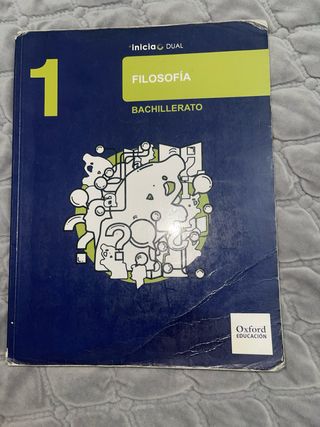 inicia DUAL
1
FILOSOFÍA
BACHILLERATO
Oxford
EDUCACIÓN